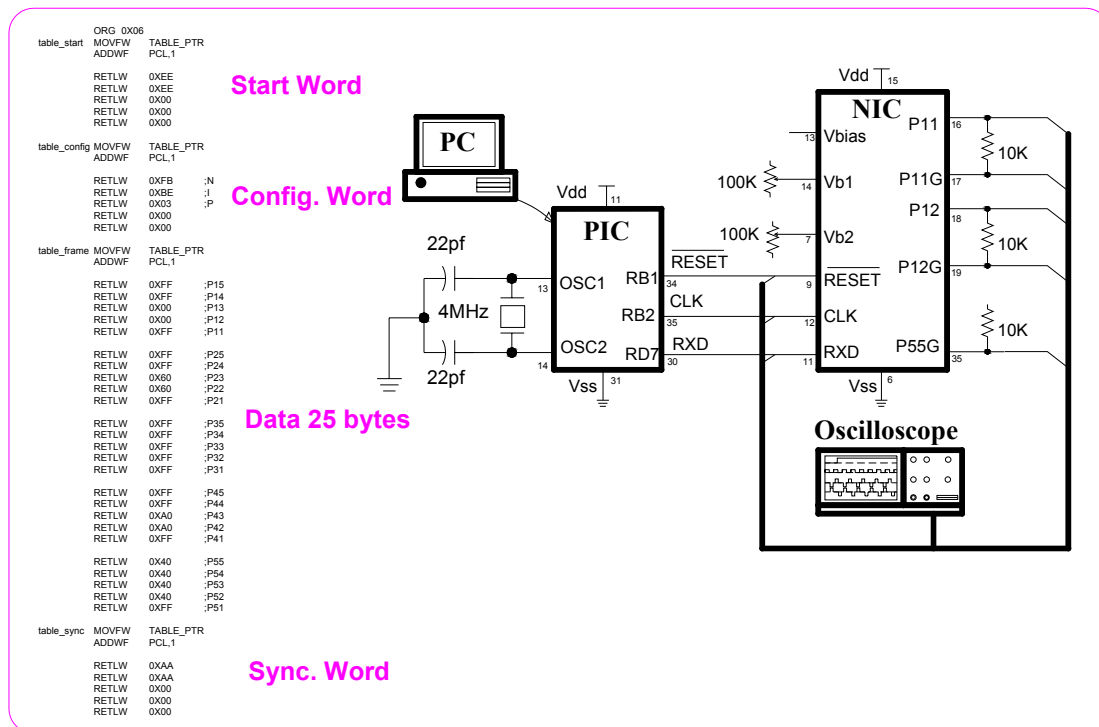 ORG 0X06
table_start MOVFW TABLE_PTR
ADDWF PCL,1
RETLW 0XEE
RETLW 0XEE
RETLW 0X00
RETLW 0X00
RETLW 0X00
Start Word
table_config MOVFW TABLE_PTR
ADDWF PCL,1
RETLW 0XFB ;N
RETLW 0XBE ;I
RETLW 0X03 ;P
RETLW 0X00
RETLW 0X00
Config. Word
table_frame MOVFW TABLE_PTR
ADDWF PCL,1
RETLW 0XFF ;P15
RETLW 0XFF ;P14
RETLW 0X00 ;P13
RETLW 0X00 ;P12
RETLW 0XFF ;P11
RETLW 0XFF ;P25
RETLW 0XFF ;P24
RETLW 0X60 ;P23
RETLW 0X60 ;P22
RETLW 0XFF ;P21
RETLW 0XFF ;P35
RETLW 0XFF ;P34
RETLW 0XFF ;P33
RETLW 0XFF ;P32
RETLW 0XFF ;P31
RETLW 0XFF ;P45
RETLW 0XFF ;P44
RETLW 0XA0 ;P43
RETLW 0XA0 ;P42
RETLW 0XFF ;P41
RETLW 0X40 ;P55
RETLW 0X40 ;P54
RETLW 0X40 ;P53
RETLW 0X40 ;P52
RETLW 0XFF ;P51
Data 25 bytes
table_sync MOVFW TABLE_PTR
ADDWF PCL,1
RETLW 0XAA
RETLW 0XAA
RETLW 0X00
RETLW 0X00
RETLW 0X00
Sync. Word
PC
Vdd 11
PIC
22pf
4MHz
22pf
13 OSC1
14 OSC2
RB1 34 RESET
RB2 35 CLK
RD7 30 RXD
Vss 31
Vdd 15
NIC
13 Vbias
100K 14 Vb1
100K 7 Vb2
9 RESET
12 CLK
11 RXD
P11 16
10K
P11G 17
P12 18
10K
P12G 19
10K
P55G 35
Vss 6
Oscilloscope